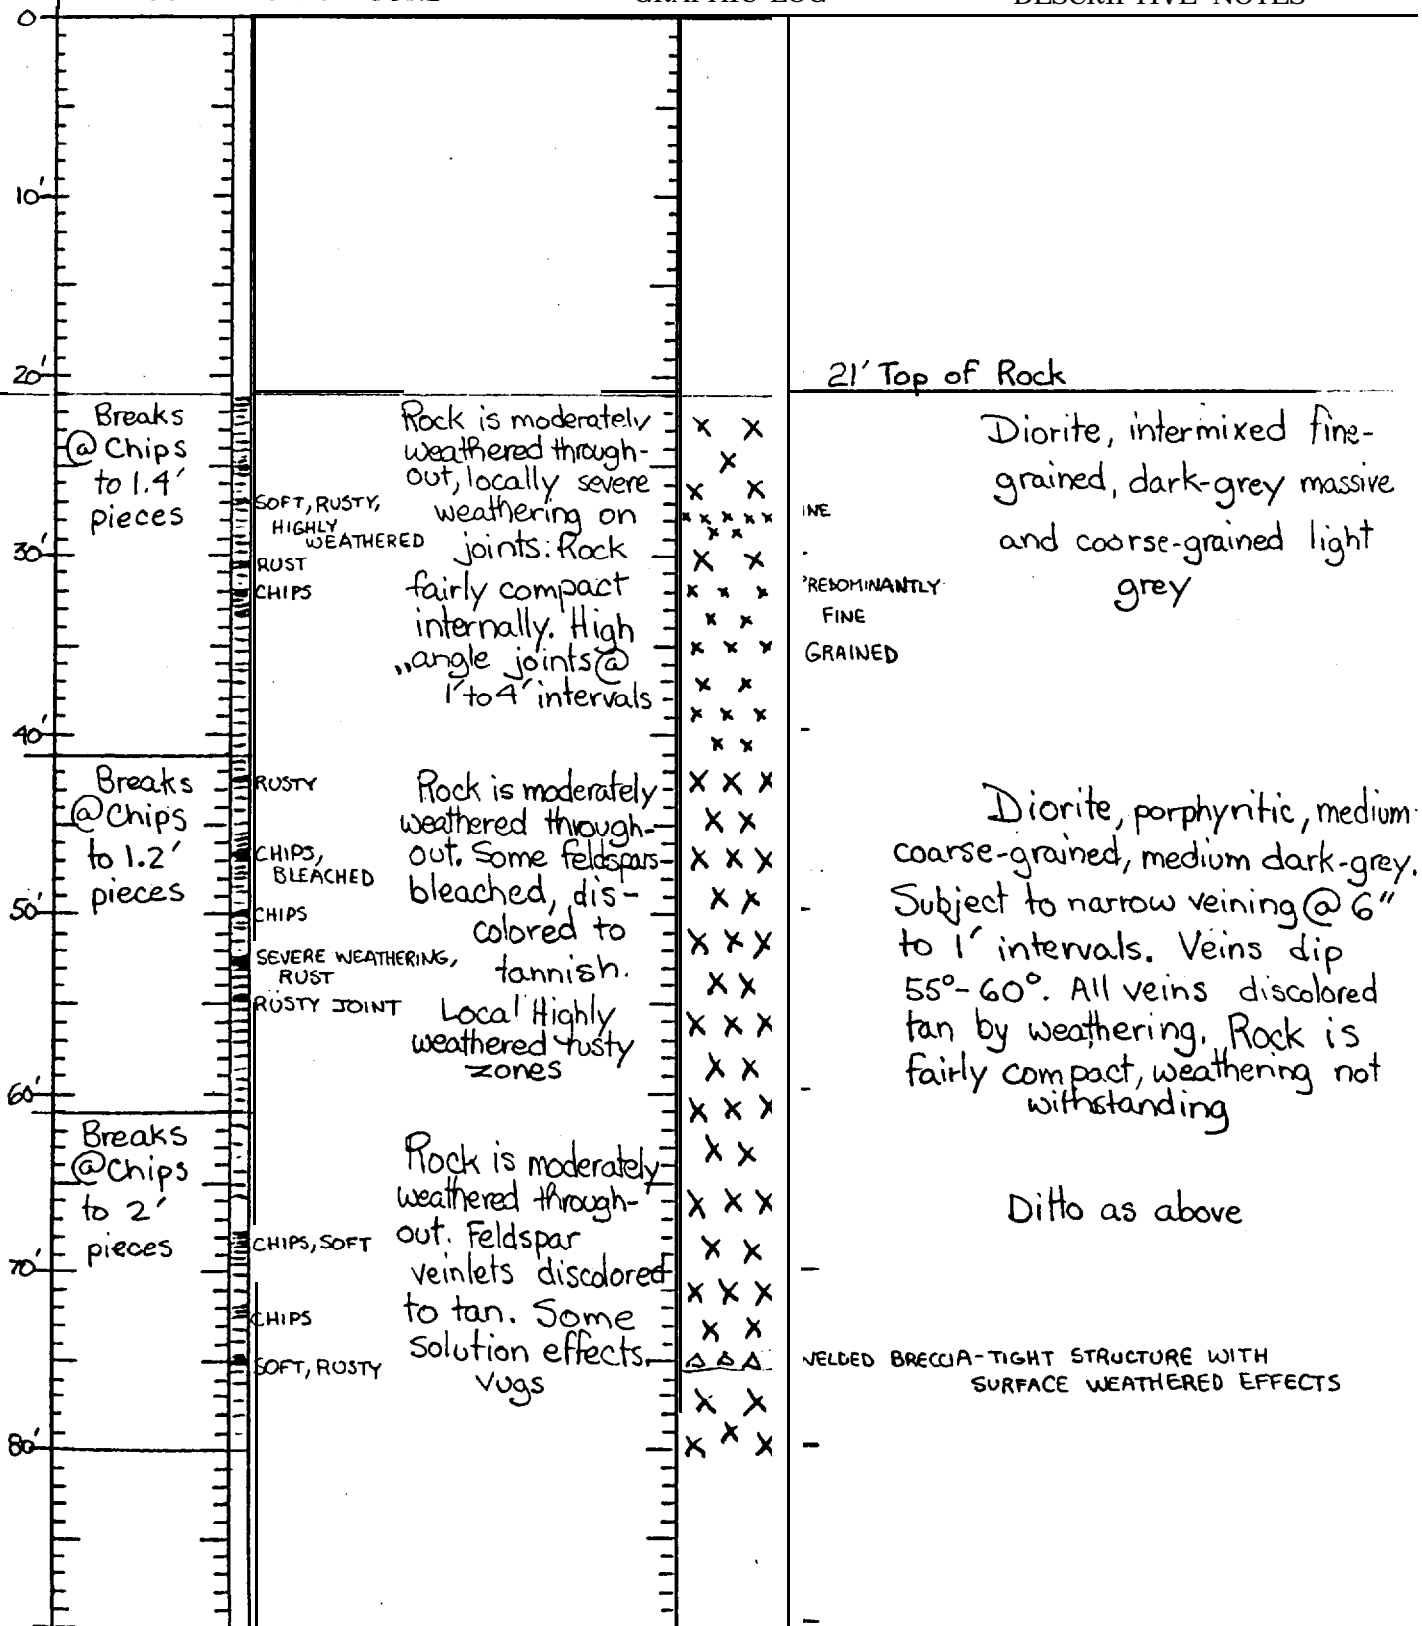 GRAPHIC LOG
DESCRIPTIVE NOTES
0
10'
20'
30'
40'
50'
60'
70'
80'
21' Top of Rock
Breaks
@ Chips
to 1.4'
pieces
SOFT, RUSTY,
HIGHLY
WEATHERED
RUST
CHIPS
Rock is moderately
weathered through-
out, locally severe
weathering on
joints: Rock
fairly compact
internally. High
angle joints @
1' to 4' intervals
INE
REDOMINANTLY
FINE
GRAINED
Diorite, intermixed fine-
grained, dark-grey massive
and coarse-grained light
grey
Breaks
@ Chips
to 1.2'
pieces
RUSTY
CHIPS,
BLEACHED
CHIPS
SEVERE WEATHERING,
RUST
RUSTY JOINT
Rock is moderately
weathered through-
out. Some feldspars
bleached, dis-
colored to
tannish.
Local Highly
weathered rusty
zones
Diorite, porphyritic, medium
coarse-grained, medium dark-grey.
Subject to narrow veining @ 6"
to 1' intervals. Veins dip
55°-60°. All veins discolored
tan by weathering. Rock is
fairly compact, weathering not
withstanding
Breaks
@ Chips
to 2'
pieces
CHIPS, SOFT
CHIPS
SOFT, RUSTY
Rock is moderately
weathered through-
out. Feldspar
veinlets discolored
to tan. Some
solution effects.
vugs
Ditto as above
WELDED BRECCIA-TIGHT STRUCTURE WITH
SURFACE WEATHERED EFFECTS